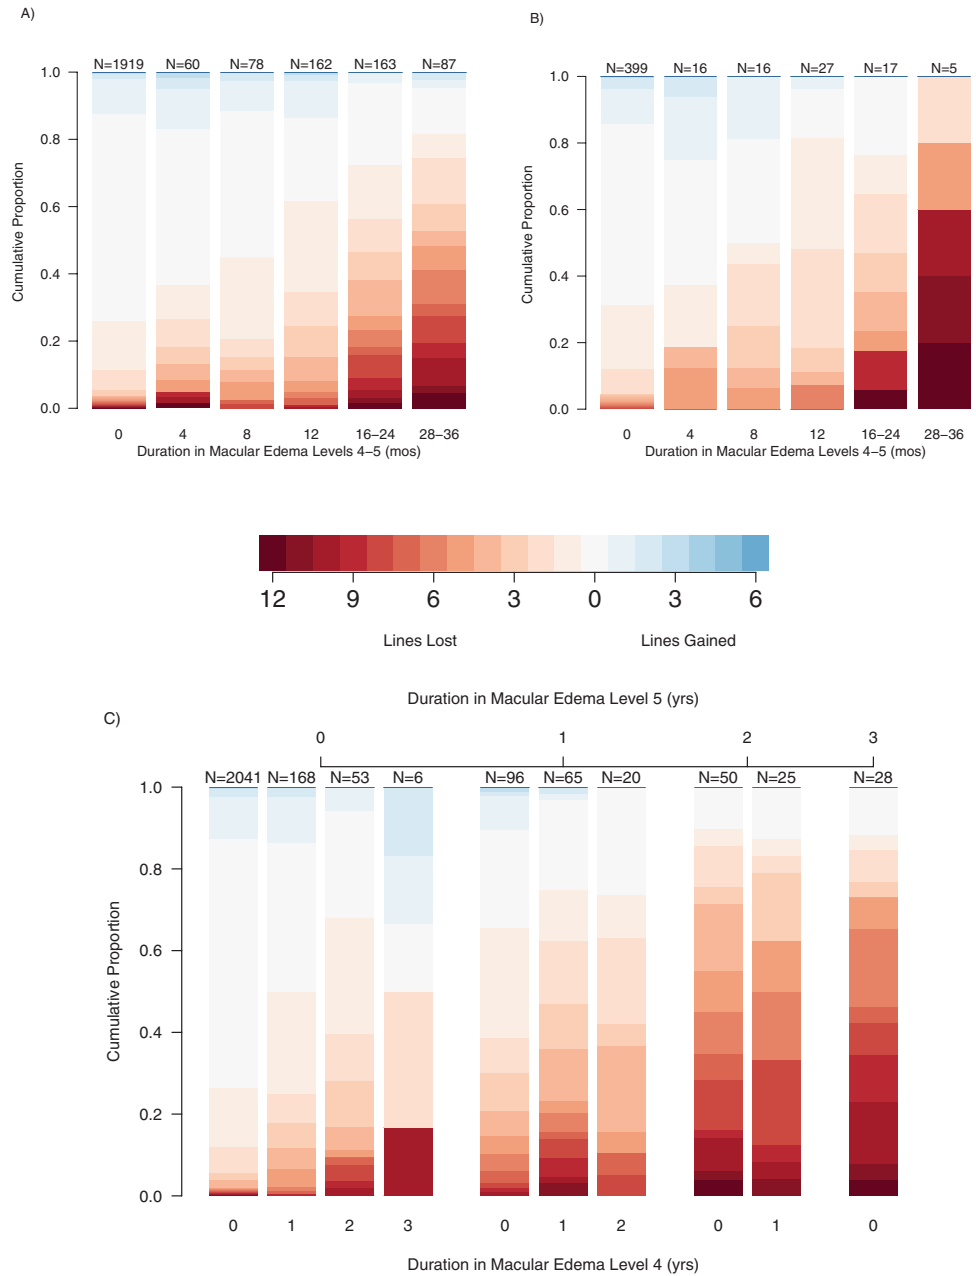 A)
N=1919 N=60 N=78 N=162 N=163 N=87
1.0
0.8
0.6
0.4
0.2
0.0
Cumulative Proportion
0 4 8 12 16–24 28–36
Duration in Macular Edema Levels 4–5 (mos)
B)
N=399 N=16 N=16 N=27 N=17 N=5
1.0
0.8
0.6
0.4
0.2
0.0
Cumulative Proportion
0 4 8 12 16–24 28–36
Duration in Macular Edema Levels 4–5 (mos)
12 9 6 3 0 3 6
Lines Lost Lines Gained
Duration in Macular Edema Level 5 (yrs)
C)
0 1 2 3
N=2041 N=168 N=53 N=6 N=96 N=65 N=20 N=50 N=25 N=28
1.0
0.8
0.6
0.4
0.2
0.0
Cumulative Proportion
0 1 2 3 0 1 2 0 1 0
Duration in Macular Edema Level 4 (yrs)